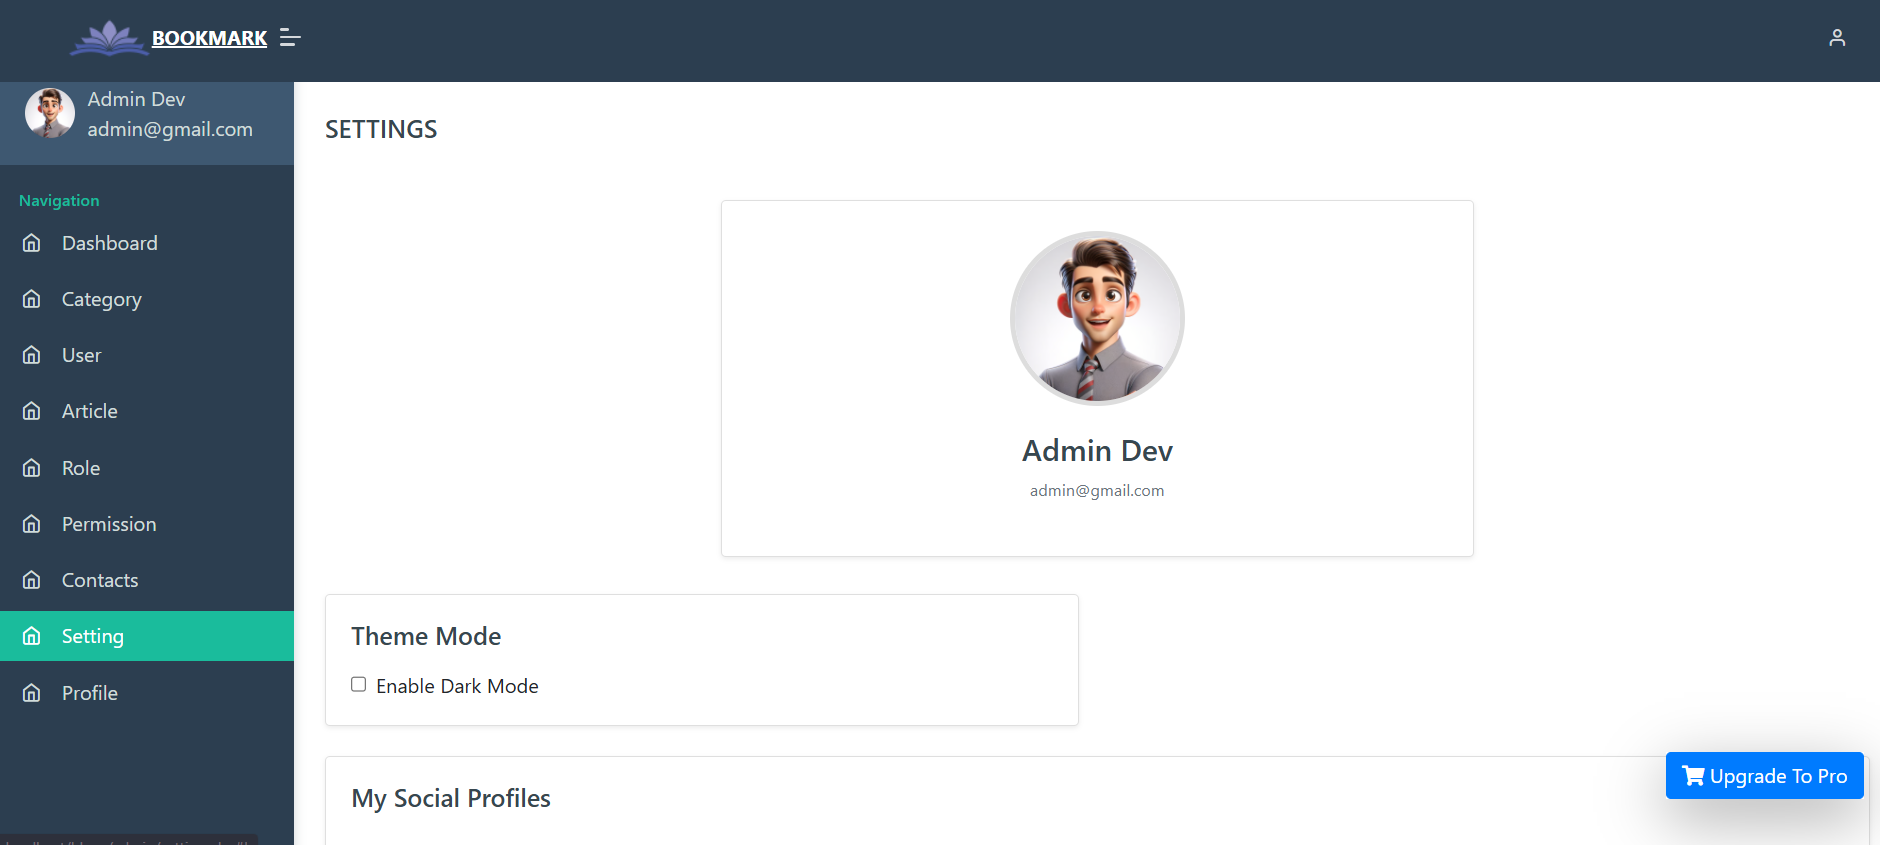 BOOKMARK
Admin Dev
admin@gmail.com
Navigation
Dashboard
Category
User
Article
Role
Permission
Contacts
Setting
Profile
SETTINGS
Admin Dev
admin@gmail.com
Theme Mode
Enable Dark Mode
My Social Profiles
Upgrade To Pro